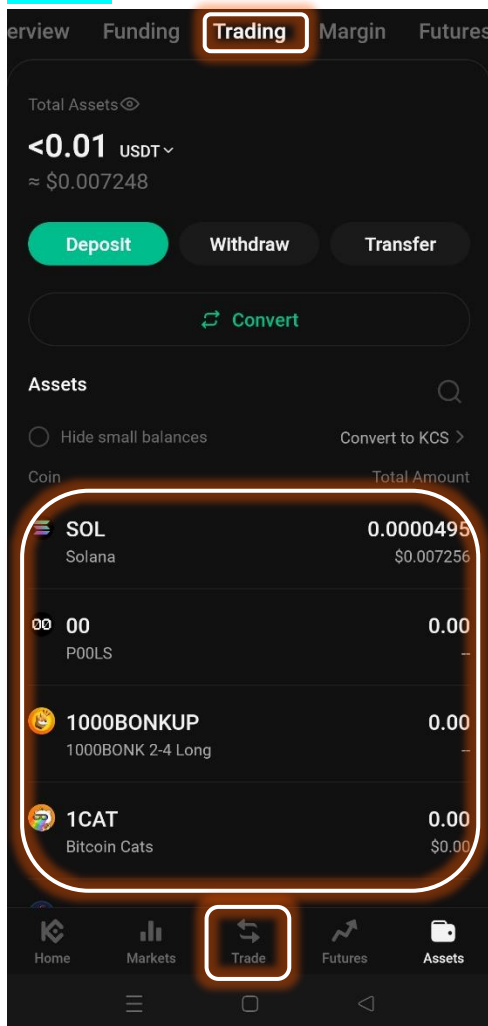 erview Funding Trading Margin Futures
Total Assets
<0.01 USDT
≈ $0.007248
Deposit Withdraw Transfer
Convert
Assets
Hide small balances Convert to KCS >
Coin Total Amount
SOL 0.0000495
Solana $0.007256
00 00 0.00
P00LS --
1000BONKUP 0.00
1000BONK 2-4 Long --
1CAT 0.00
Bitcoin Cats $0.00
Home Markets Trade Futures Assets